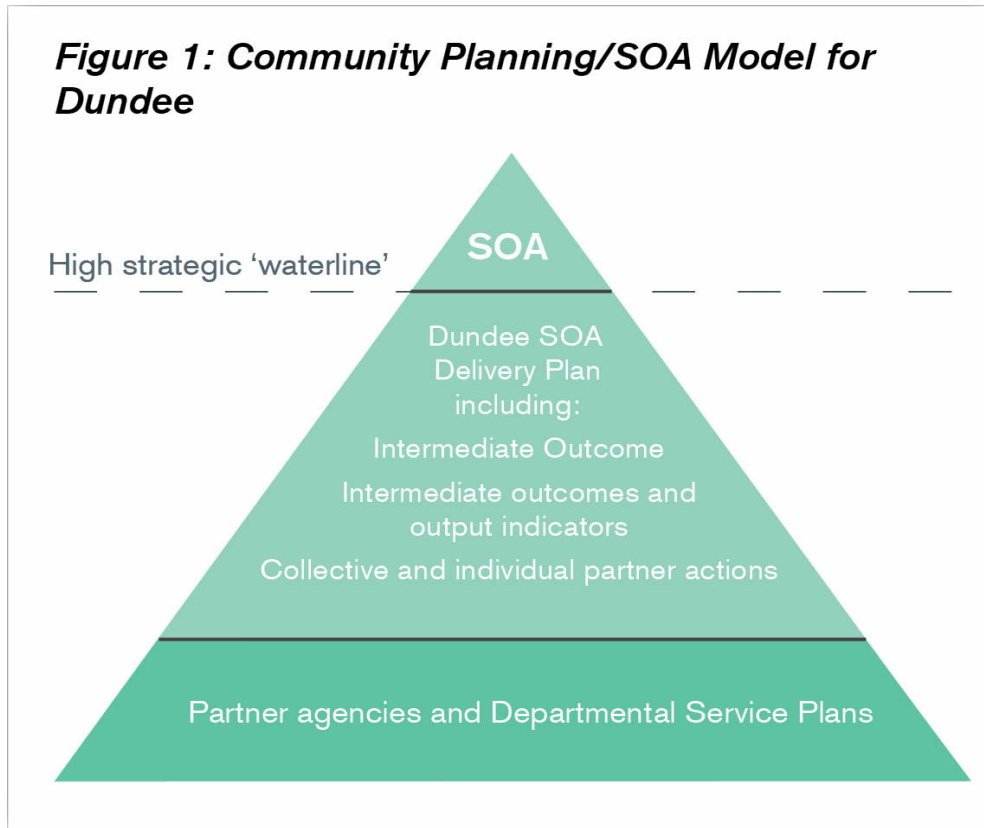 Figure 1: Community Planning/SOA Model for
Dundee
SOA
High strategic ‘waterline’
Dundee SOA
Delivery Plan
including:
Intermediate Outcome
Intermediate outcomes and
output indicators
Collective and individual partner actions
Partner agencies and Departmental Service Plans